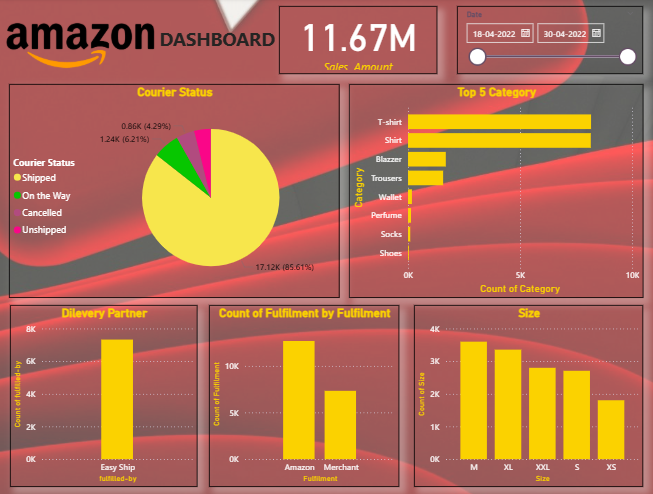 amazon DASHBOARD
11.67M
Sales_Amount
Date
18-04-2022 30-04-2022
Courier Status
0.86K (4.29%)
1.24K (6.21%)
Courier Status
Shipped
On the Way
Cancelled
Unshipped
17.12K (85.61%)
Top 5 Category
Category
T-shirt
Shirt
Blazzer
Trousers
Wallet
Perfume
Socks
Shoes
0K 5K 10K
Count of Category
Dilevery Partner
Count of fulfilled-by
8K
6K
4K
2K
0K
Easy Ship
fulfilled-by
Count of Fulfilment by Fulfilment
Count of Fulfilment
10K
5K
0K
Amazon Merchant
Fulfilment
Size
Count of Size
4K
3K
2K
1K
0K
M XL XXL S XS
Size